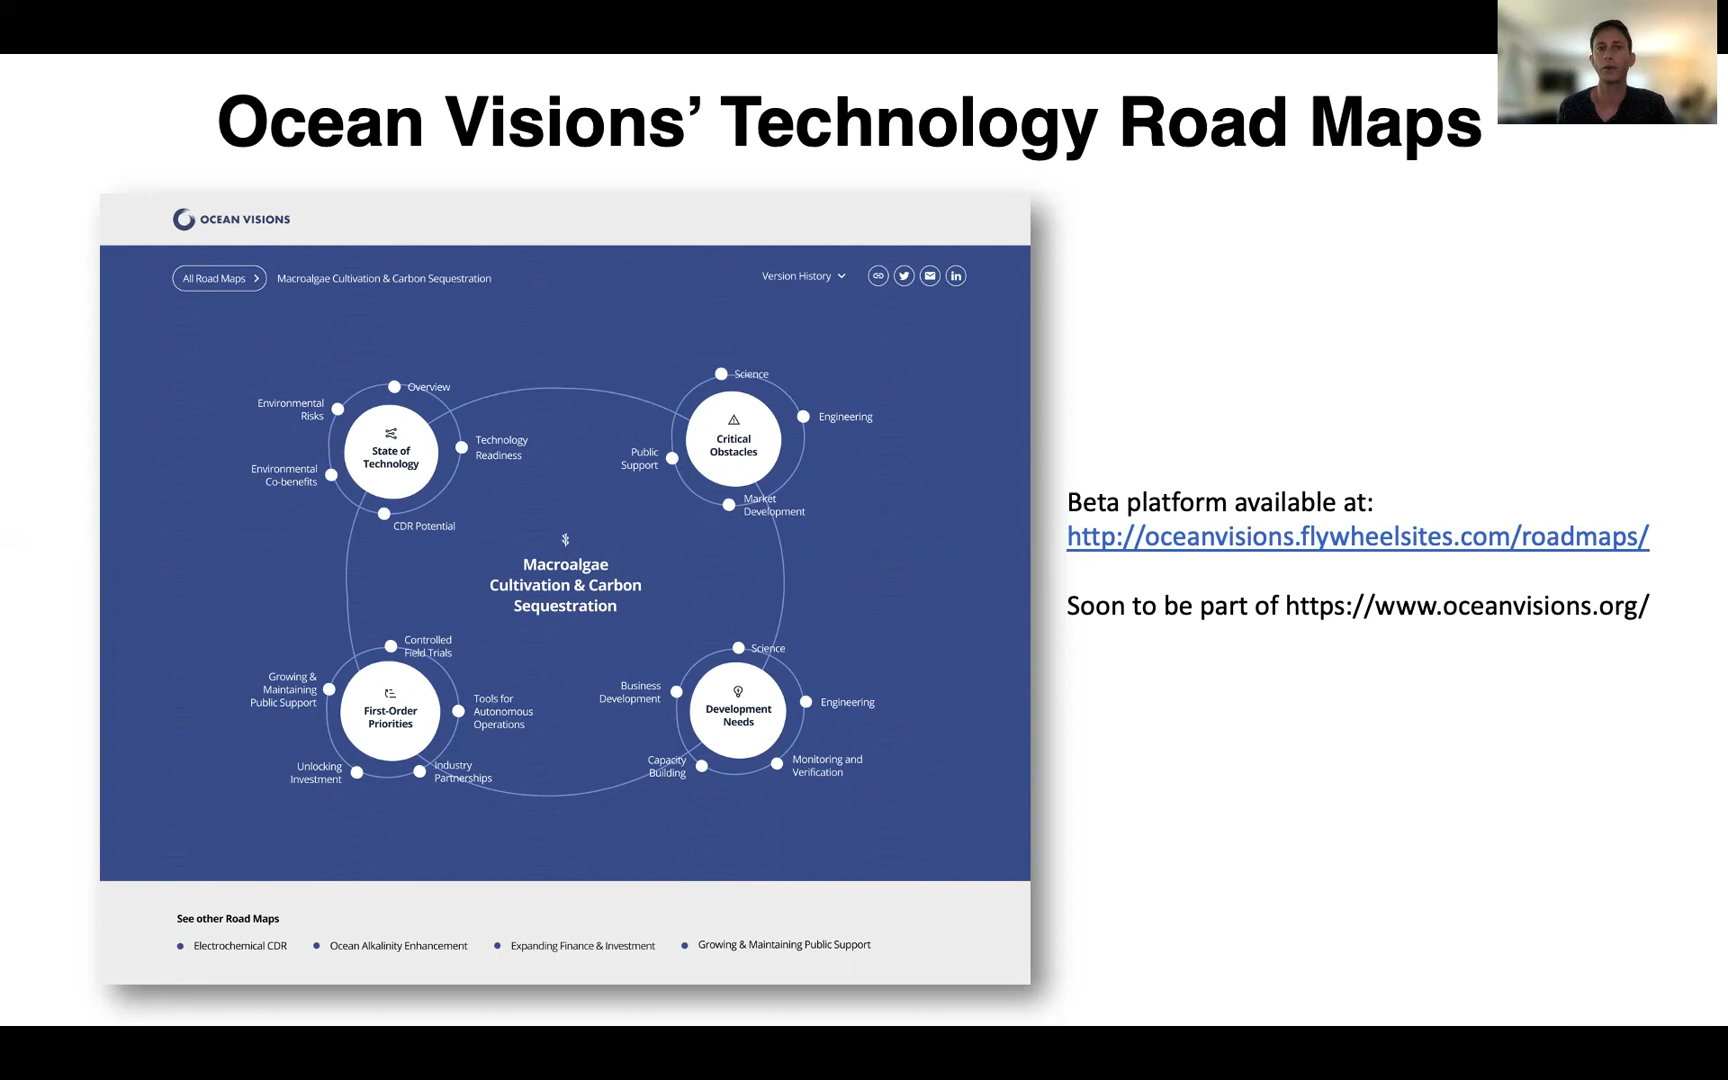 Ocean Visions’ Technology Road Maps
OCEAN VISIONS
All Road Maps
Macroalgae Cultivation & Carbon Sequestration
Version History
Overview
Environmental
Risks
State of
Technology
Technology
Readiness
Environmental
Co-benefits
CDR Potential
Science
Engineering
Critical
Obstacles
Public
Support
Market
Development
Macroalgae
Cultivation & Carbon
Sequestration
Controlled
Field Trials
Growing &
Maintaining
Public Support
First-Order
Priorities
Tools for
Autonomous
Operations
Unlocking
Investment
Industry
Partnerships
Science
Business
Development
Development
Needs
Engineering
Capacity
Building
Monitoring and
Verification
See other Road Maps
Electrochemical CDR
Ocean Alkalinity Enhancement
Expanding Finance & Investment
Growing & Maintaining Public Support
Beta platform available at:
http://oceanvisions.flywheelsites.com/roadmaps/
Soon to be part of https://www.oceanvisions.org/